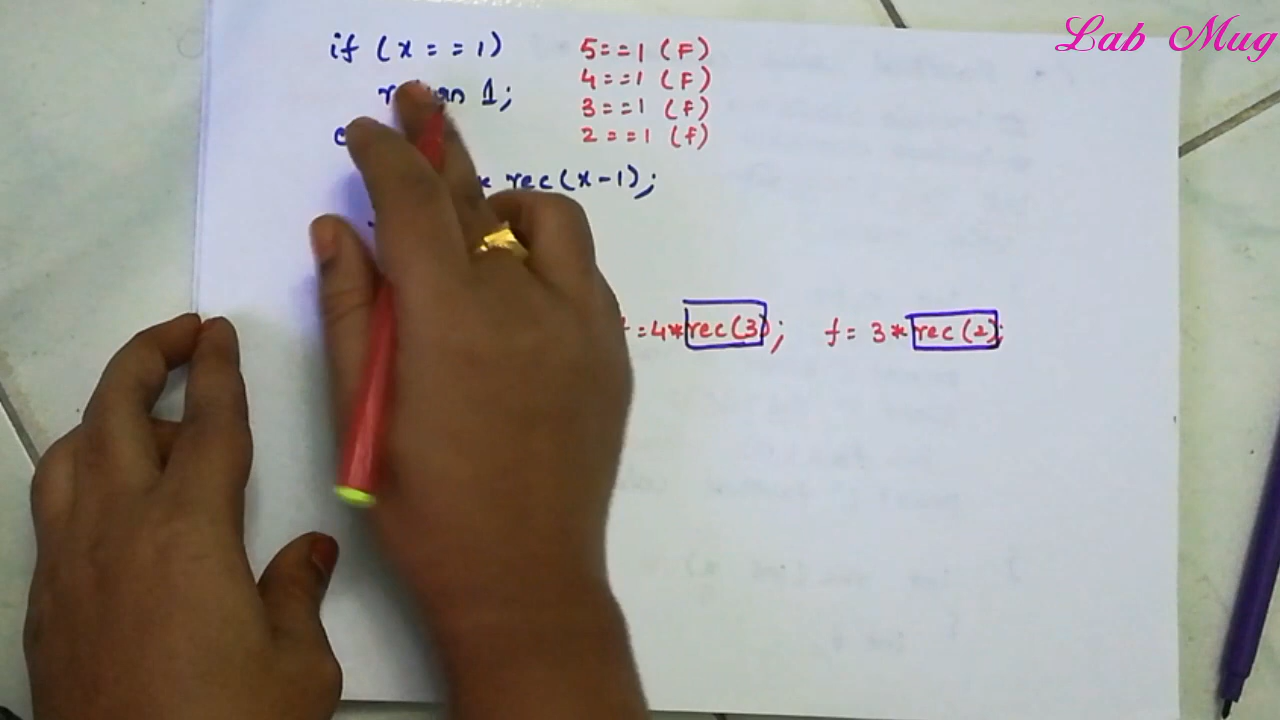 Lab Mug
if (x==1) 5==1 (F)
1; 4==1 (F)
3==1 (f)
2==1 (f)
rec(x-1);
=4*rec(3); f= 3*rec(2);